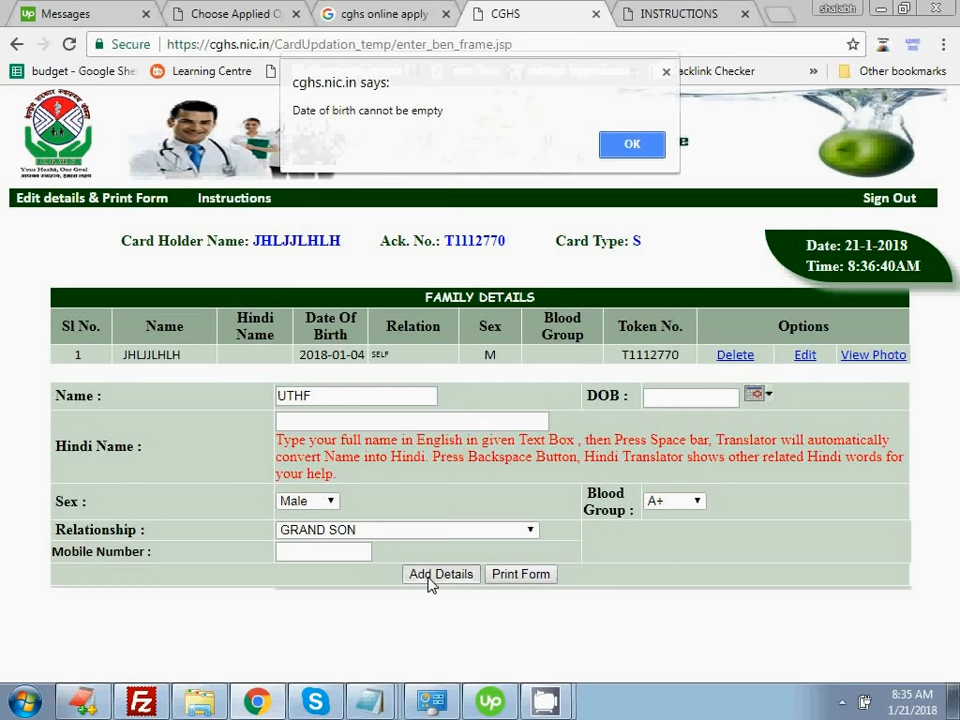 Messages
Choose Applied O
cghs online apply
CGHS
INSTRUCTIONS
shalabh
Secure
https://cghs.nic.in/CardUpdation_temp/enter_ben_frame.jsp
budget - Google She
Learning Centre
acklink Checker
»
Other bookmarks
cghs.nic.in says:
Date of birth cannot be empty
OK
Edit details & Print Form
Instructions
Sign Out
Card Holder Name: JHLJJLHLH
Ack. No.: T1112770
Card Type: S
Date: 21-1-2018
Time: 8:36:40AM
FAMILY DETAILS
Sl No. Name Hindi Name Date Of Birth Relation Sex Blood Group Token No. Options
1 JHLJJLHLH 2018-01-04 SELF M T1112770 Delete Edit View Photo
Name : UTHF DOB :
Hindi Name :
Type your full name in English in given Text Box , then Press Space bar, Translator will automatically
convert Name into Hindi. Press Backspace Button, Hindi Translator shows other related Hindi words for
your help.
Sex : Male Blood Group : A+
Relationship : GRAND SON
Mobile Number :
Add Details Print Form
8:35 AM
1/21/2018